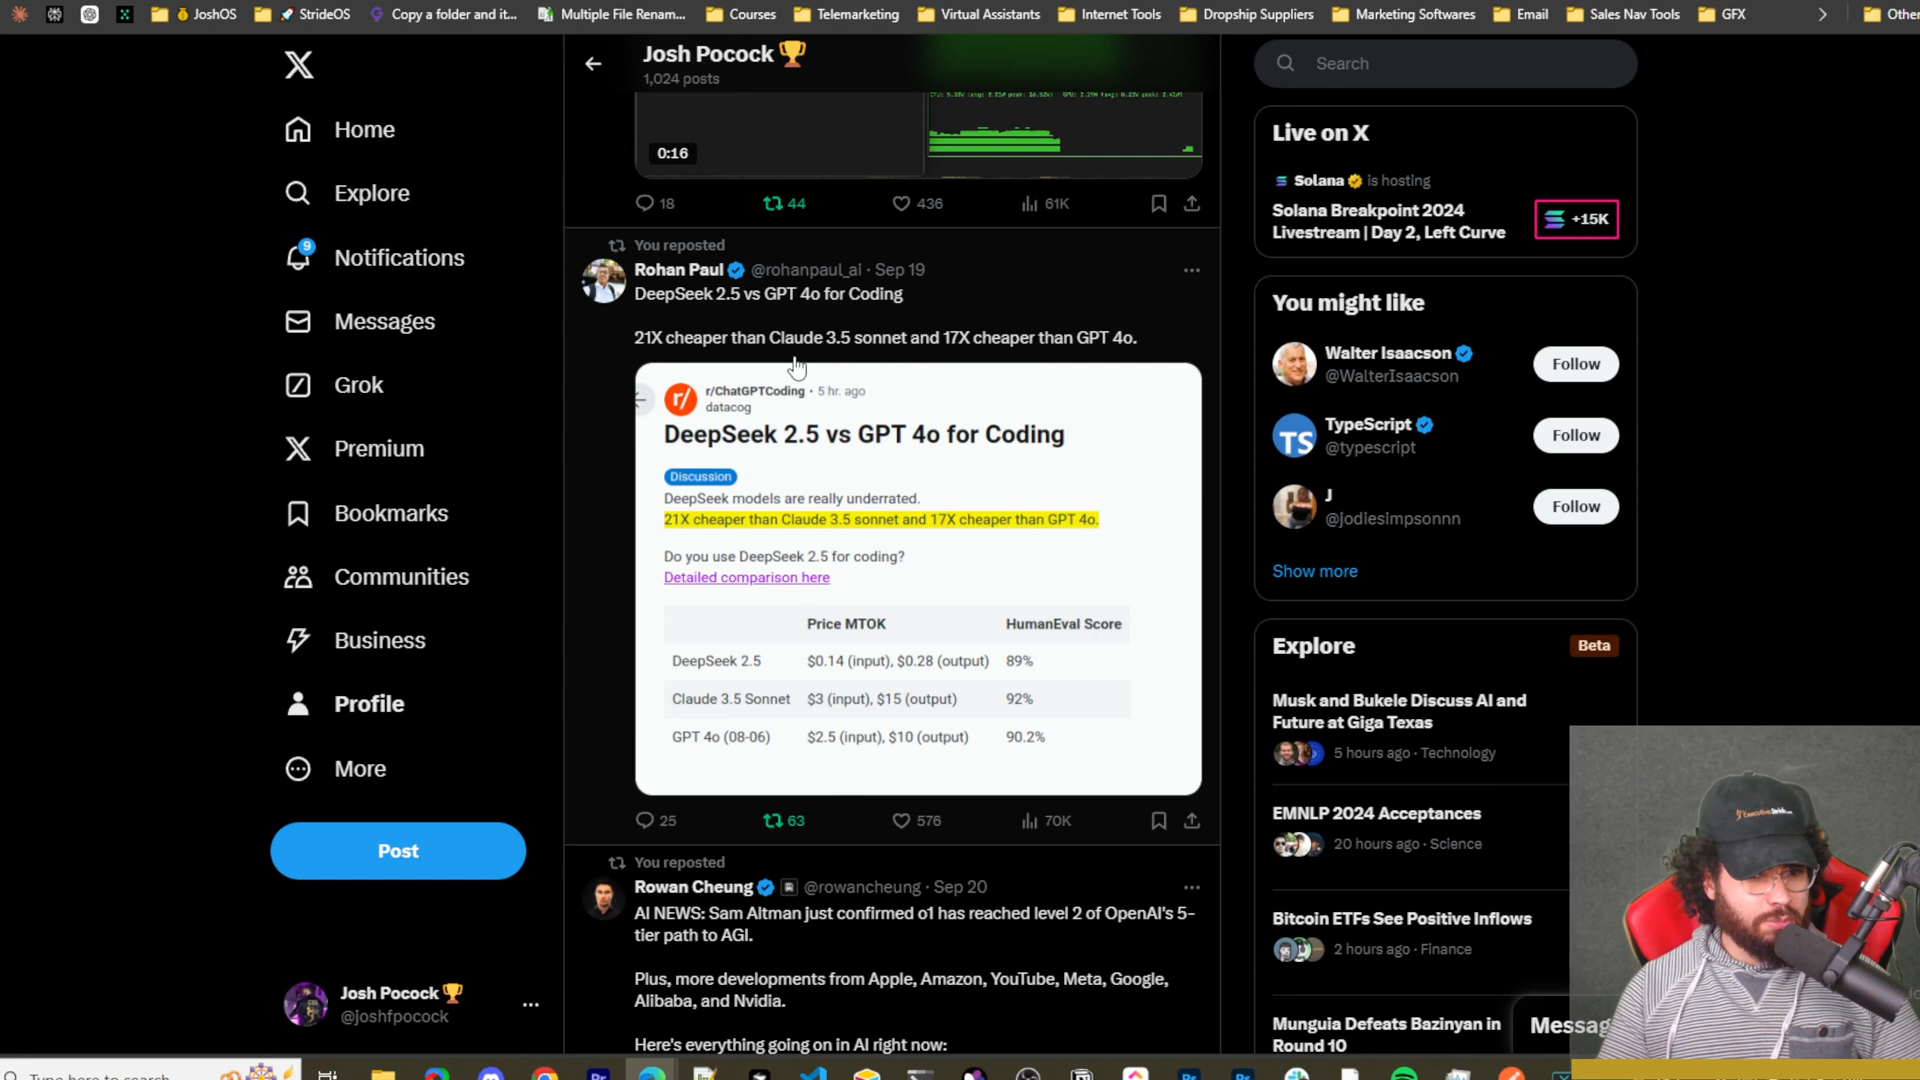 JoshOS
StrideOS
Copy a folder and it...
Multiple File Renam...
Courses
Telemarketing
Virtual Assistants
Internet Tools
Dropship Suppliers
Marketing Softwares
Email
Sales Nav Tools
GFX
Other
Home
Explore
9
Notifications
Messages
Grok
Premium
Bookmarks
Communities
Business
Profile
More
Post
Josh Pocock
@joshfpocock
Josh Pocock
1,024 posts
0:16
18
44
436
61K
You reposted
Rohan Paul @rohanpaul_ai · Sep 19
DeepSeek 2.5 vs GPT 4o for Coding
21X cheaper than Claude 3.5 sonnet and 17X cheaper than GPT 4o.
r/ r/ChatGPTCoding · 5 hr. ago
datacog
DeepSeek 2.5 vs GPT 4o for Coding
Discussion
DeepSeek models are really underrated.
21X cheaper than Claude 3.5 sonnet and 17X cheaper than GPT 4o.
Do you use DeepSeek 2.5 for coding?
Detailed comparison here
Price MTOK HumanEval Score
DeepSeek 2.5 $0.14 (input), $0.28 (output) 89%
Claude 3.5 Sonnet $3 (input), $15 (output) 92%
GPT 4o (08-06) $2.5 (input), $10 (output) 90.2%
25
63
576
70K
You reposted
Rowan Cheung @rowancheung · Sep 20
AI NEWS: Sam Altman just confirmed o1 has reached level 2 of OpenAI's 5-
tier path to AGI.
Plus, more developments from Apple, Amazon, YouTube, Meta, Google,
Alibaba, and Nvidia.
Here's everything going on in AI right now:
Search
Live on X
Solana is hosting
Solana Breakpoint 2024
Livestream | Day 2, Left Curve
+15K
You might like
Walter Isaacson
@WalterIsaacson
Follow
TS
TypeScript
@typescript
Follow
J
@jodiesimpsonnn
Follow
Show more
Explore
Beta
Musk and Bukele Discuss AI and
Future at Giga Texas
5 hours ago · Technology
EMNLP 2024 Acceptances
20 hours ago · Science
Bitcoin ETFs See Positive Inflows
2 hours ago · Finance
Munguia Defeats Bazinyan in
Round 10
Messag
Type here to search